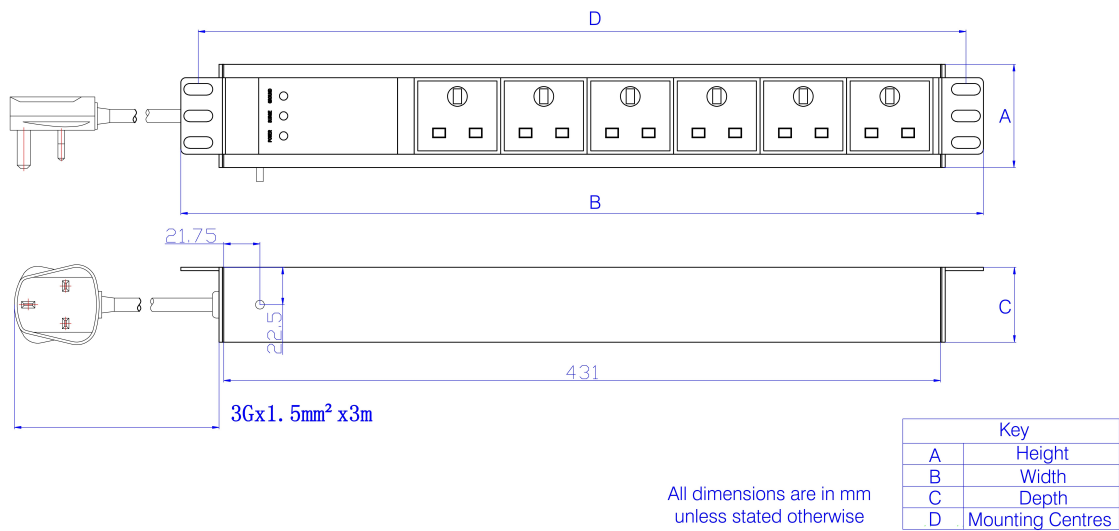 D
POWER
A
B
21.75
22.5
C
431
3Gx1.5mm² x3m
Key
A Height
B Width
C Depth
D Mounting Centres
All dimensions are in mm
unless stated otherwise